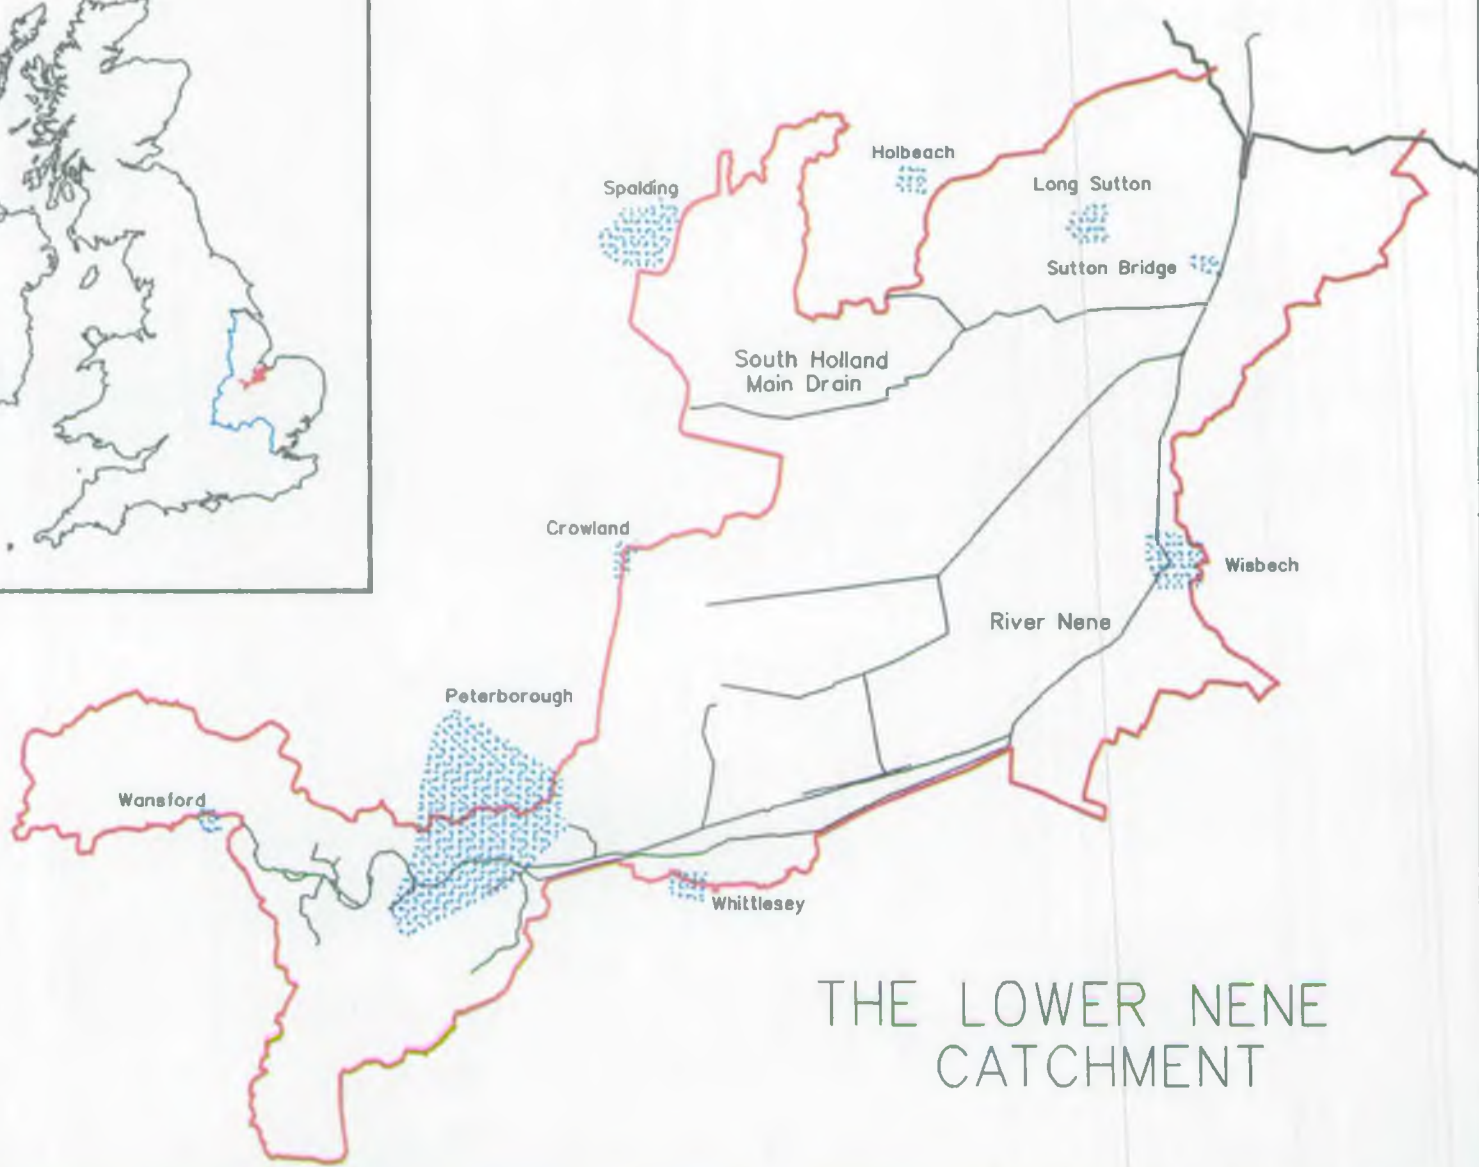 Holbeach
Spalding
Long Sutton
Sutton Bridge
South Holland
Main Drain
Crowland
Wisbech
River Nene
Peterborough
Wansford
Whittlesey
THE LOWER NENE
CATCHMENT